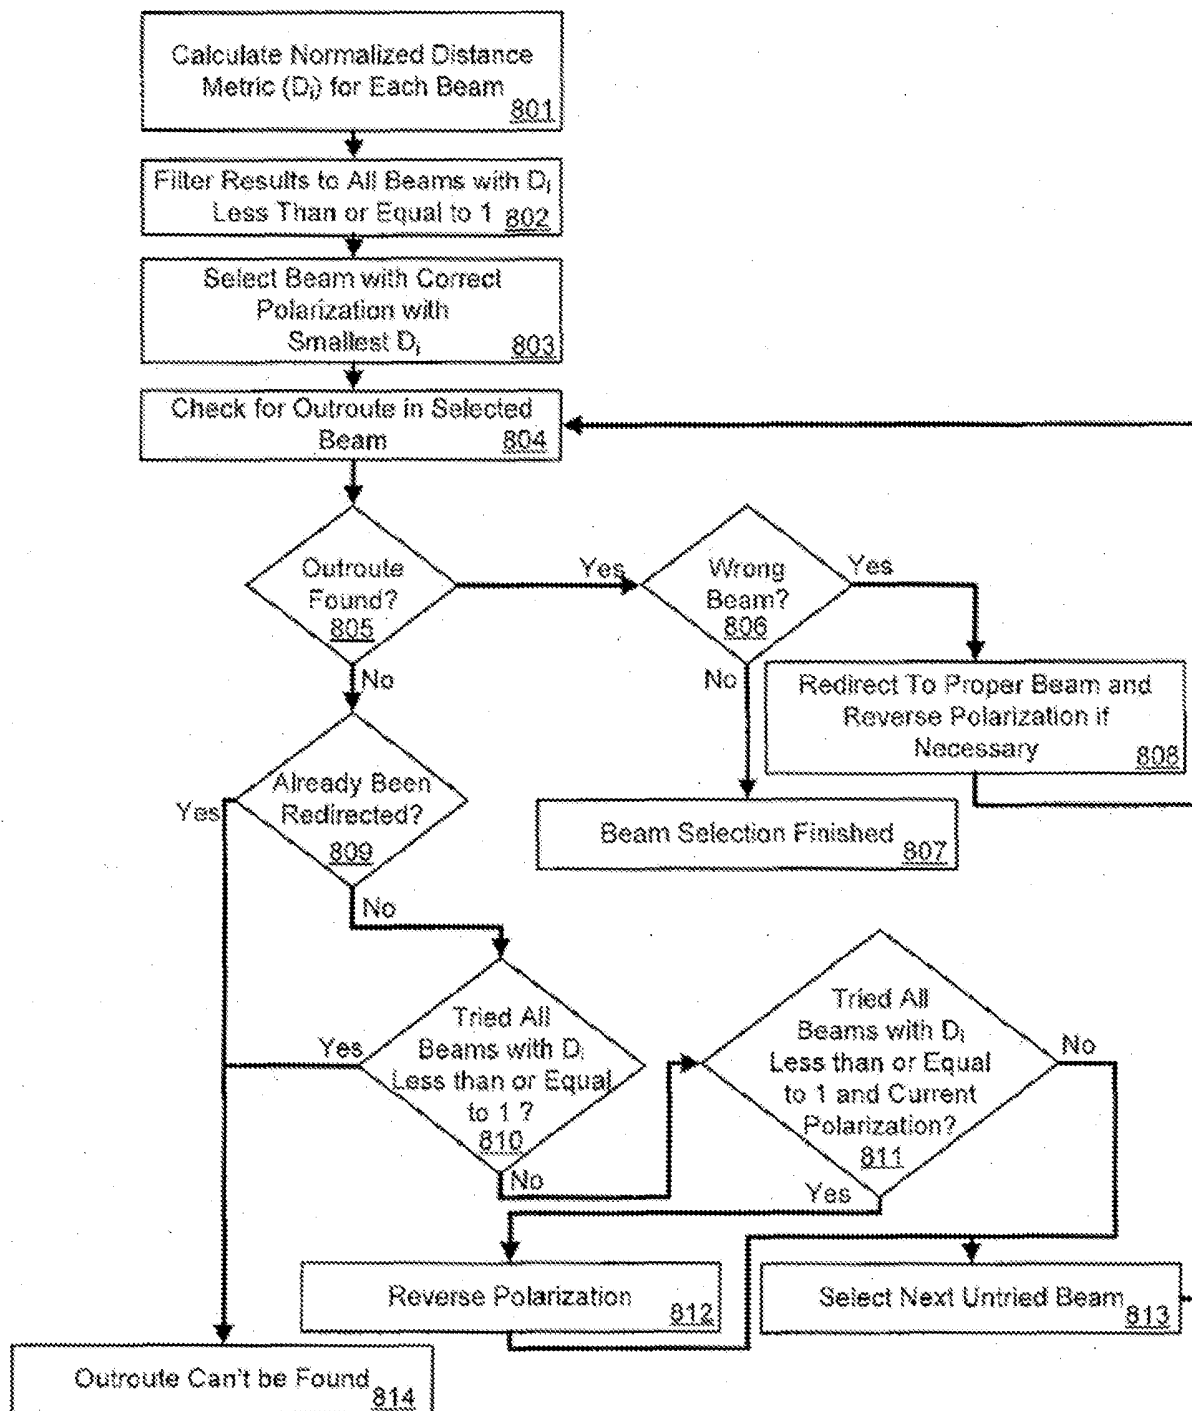 Calculate Normalized Distance
Metric (Di) for Each Beam
801
Filter Results to All Beams with Di
Less Than or Equal to 1
802
Select Beam with Correct
Polarization with
Smallest Di
803
Check for Outroute in Selected
Beam
804
Outroute
Found?
805
Yes
No
Wrong
Beam?
806
Yes
No
Redirect To Proper Beam and
Reverse Polarization if
Necessary
808
Beam Selection Finished
807
Already Been
Redirected?
809
Yes
No
Tried All
Beams with Di
Less than or Equal
to 1 ?
810
Yes
No
Tried All
Beams with Di
Less than or Equal
to 1 and Current
Polarization?
811
No
Yes
Reverse Polarization
812
Select Next Untried Beam
813
Outroute Can't be Found
814